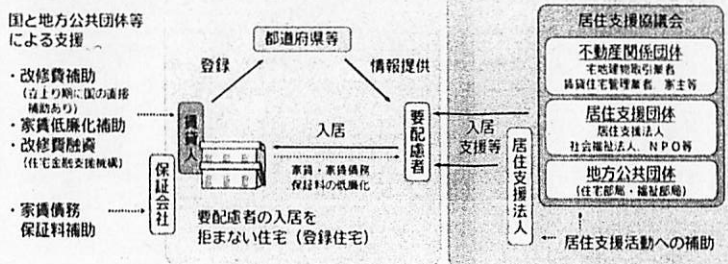 国と地方公共団体等
による支援
・改修費補助
(立上り期に国の直接
補助あり)
・家賃低廉化補助
・改修費融資
(住宅金融支援機構)
・家賃債務
保証料補助
都道府県等
登録
情報提供
賃貸人
保証会社
入居
家賃・家賃債務
保証料の低廉化
要配慮者
要配慮者の入居を
拒まない住宅(登録住宅)
入居
支援等
居住支援法人
居住支援協議会
不動産関係団体
宅地建物取引業者
賃貸住宅管理業者、家主等
居住支援団体
居住支援法人
社会福祉法人、NPO等
地方公共団体
(住宅部局・福祉部局)
居住支援活動への補助